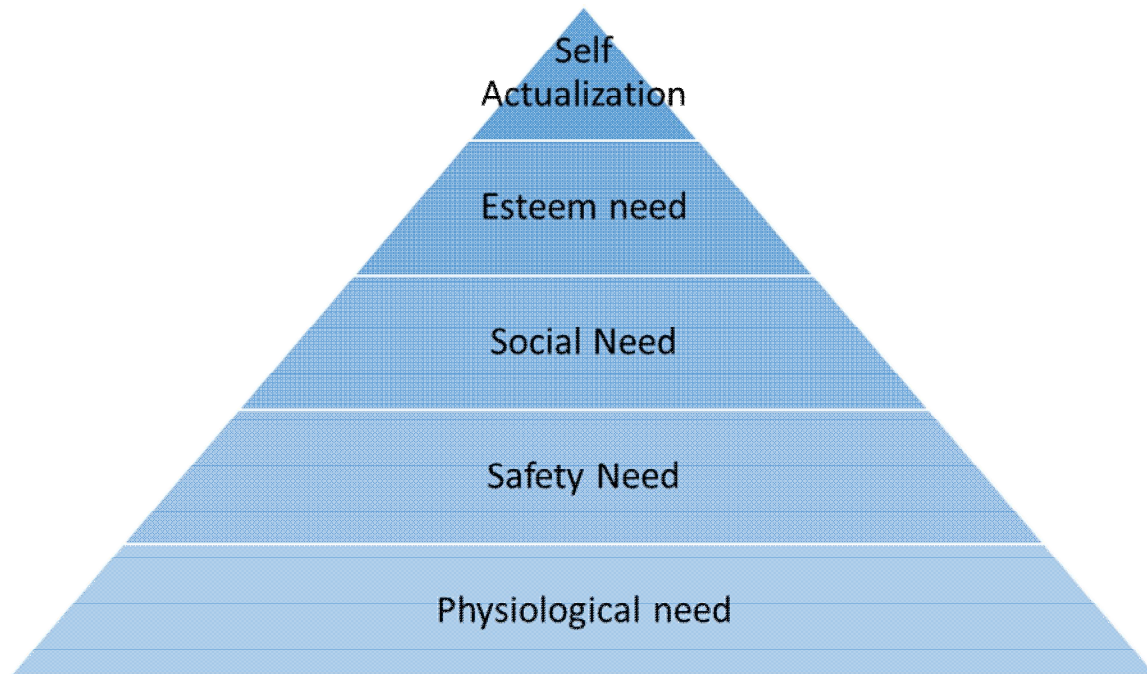 Self
Actualization
Esteem need
Social Need
Safety Need
Physiological need